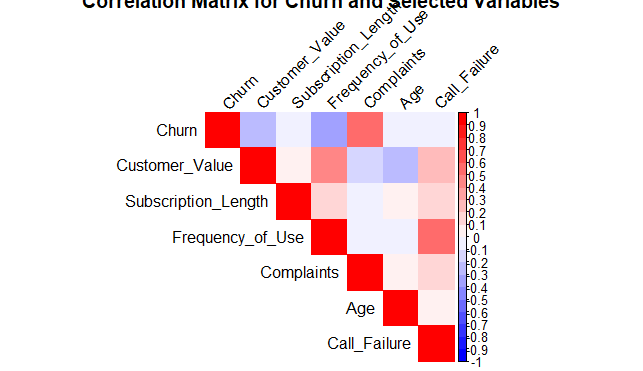 Correlation Matrix for Churn and Selected Variables
Churn
Customer_Value
Subscription_Length
Frequency_of_Use
Complaints
Age
Call_Failure
Churn
Customer_Value
Subscription_Length
Frequency_of_Use
Complaints
Age
Call_Failure
1
0.9
0.8
0.7
0.6
0.5
0.4
0.3
0.2
0.1
0
-0.1
-0.2
-0.3
-0.4
-0.5
-0.6
-0.7
-0.8
-0.9
-1